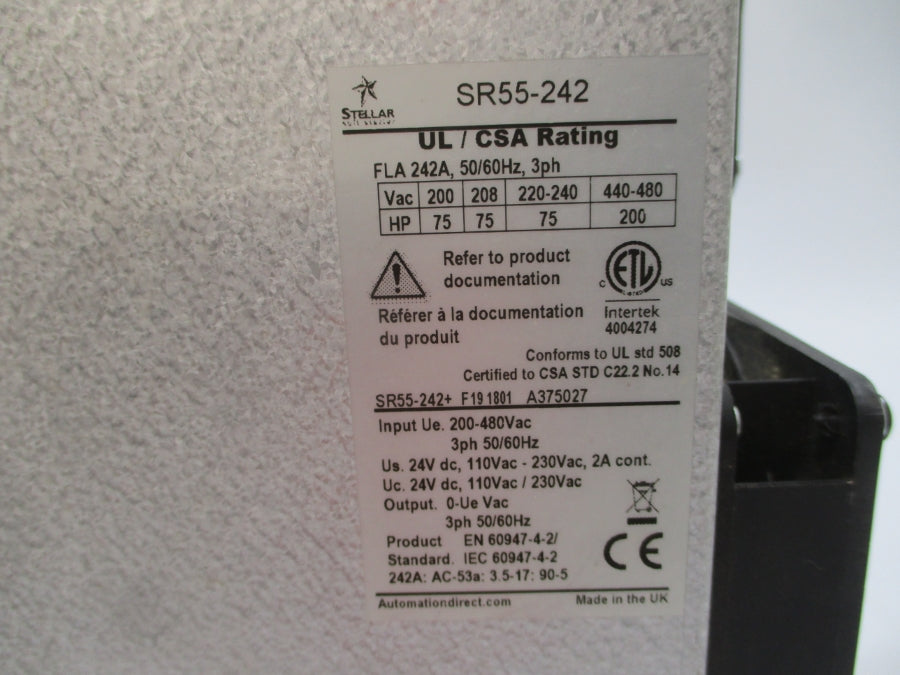 STELLAR
SR55-242
UL / CSA Rating
FLA 242A, 50/60Hz, 3ph
Vac 200 208 220-240 440-480
HP 75 75 75 200
Refer to product
documentation
Référer à la documentation
du produit
C ETL US
LISTED
Intertek
4004274
Conforms to UL std 508
Certified to CSA STD C22.2 No.14
SR55-242+ F19 1801 A375027
Input Ue. 200-480Vac
3ph 50/60Hz
Us. 24V dc, 110Vac - 230Vac, 2A cont.
Uc. 24V dc, 110Vac / 230Vac
Output. 0-Ue Vac
3ph 50/60Hz
Product EN 60947-4-2/
Standard. IEC 60947-4-2
242A: AC-53a: 3.5-17: 90-5
CE
Automationdirect.com Made in the UK